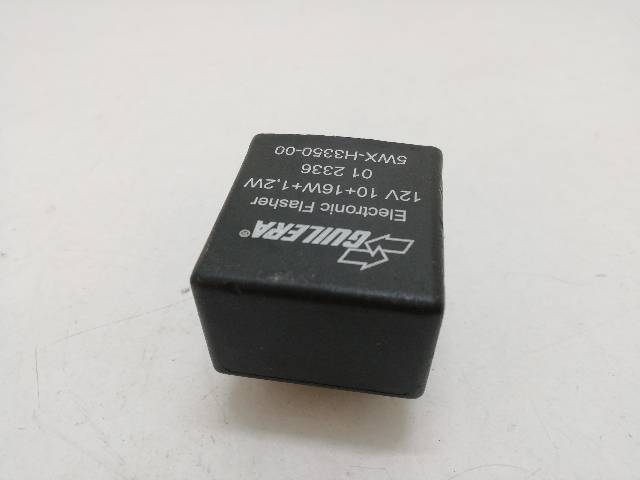 GUILERA®
Electronic Flasher
12V 10+16W+1,2W
01 2336
5WX-H3350-00